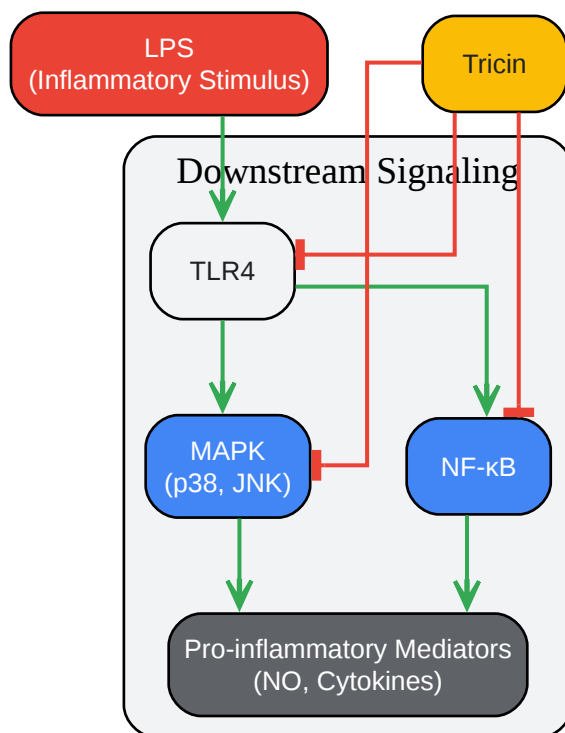 LPS
(Inflammatory Stimulus)
Tricin
Downstream Signaling
TLR4
MAPK
(p38, JNK)
NF-κB
Pro-inflammatory Mediators
(NO, Cytokines)